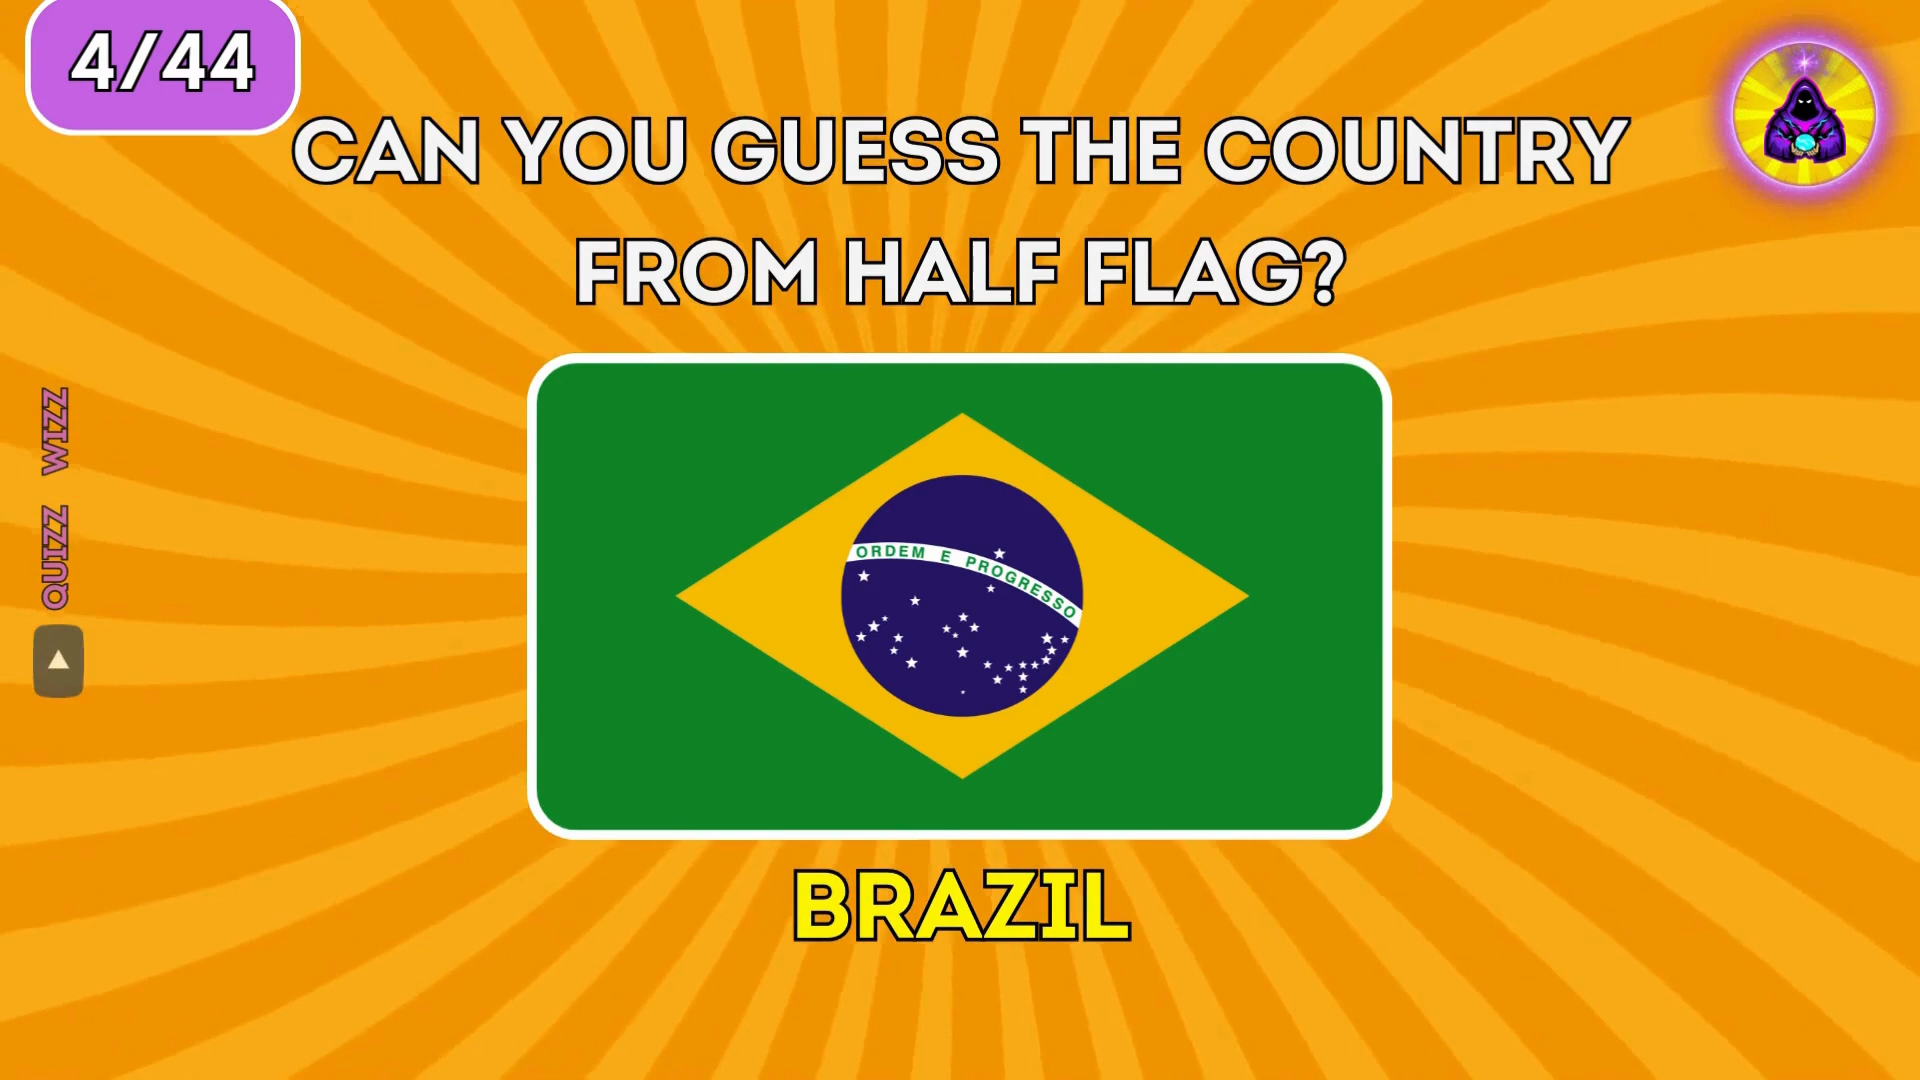 4/44
CAN YOU GUESS THE COUNTRY
FROM HALF FLAG?
QUIZZ WIZZ
ORDEM E PROGRESSO
BRAZIL